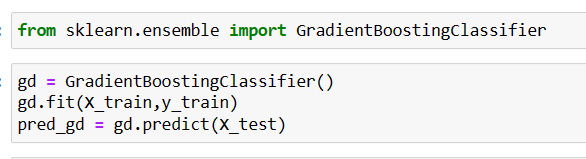 from sklearn.ensemble import GradientBoostingClassifier
gd = GradientBoostingClassifier()
gd.fit(X_train,y_train)
pred_gd = gd.predict(X_test)